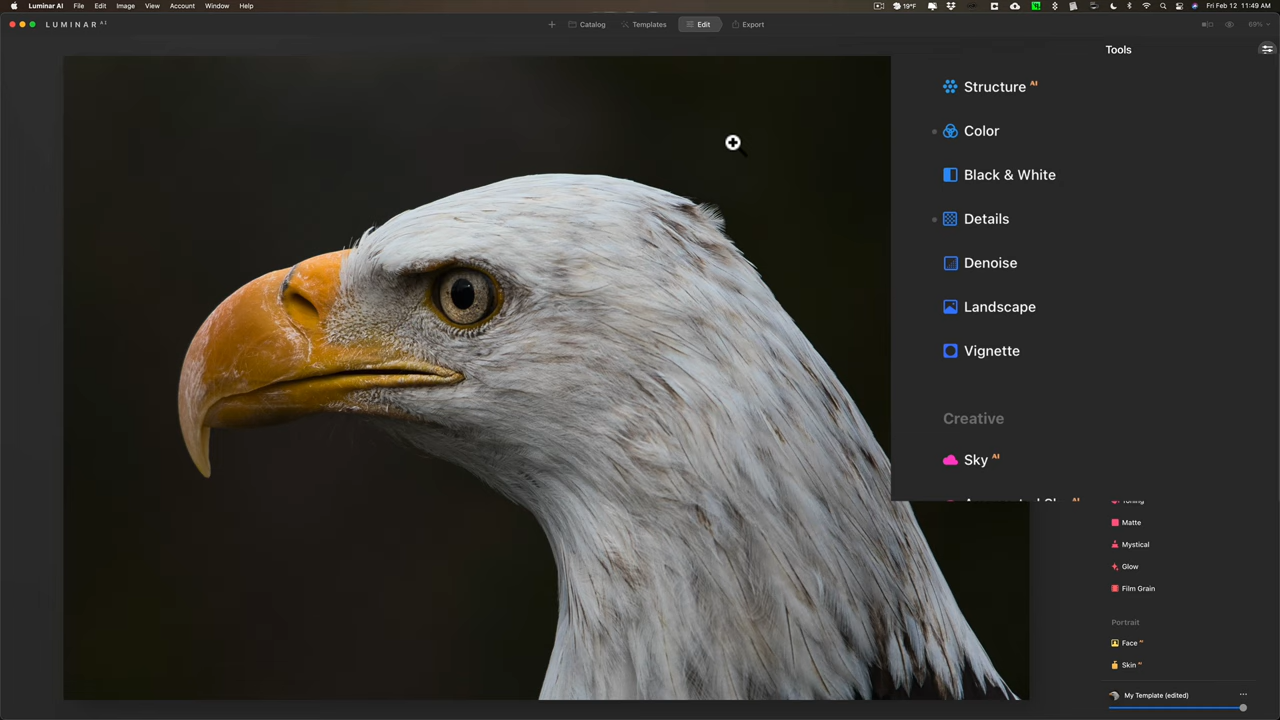 Luminar AI File Edit Image View Account Window Help 19°F Fri Feb 12 11:49 AM
LUMINAR AI Catalog Templates Edit Export 69%
Tools
Structure AI
Color
Black & White
Details
Denoise
Landscape
Vignette
Creative
Sky AI
Matte
Mystical
Glow
Film Grain
Portrait
Face AI
Skin AI
My Template (edited)